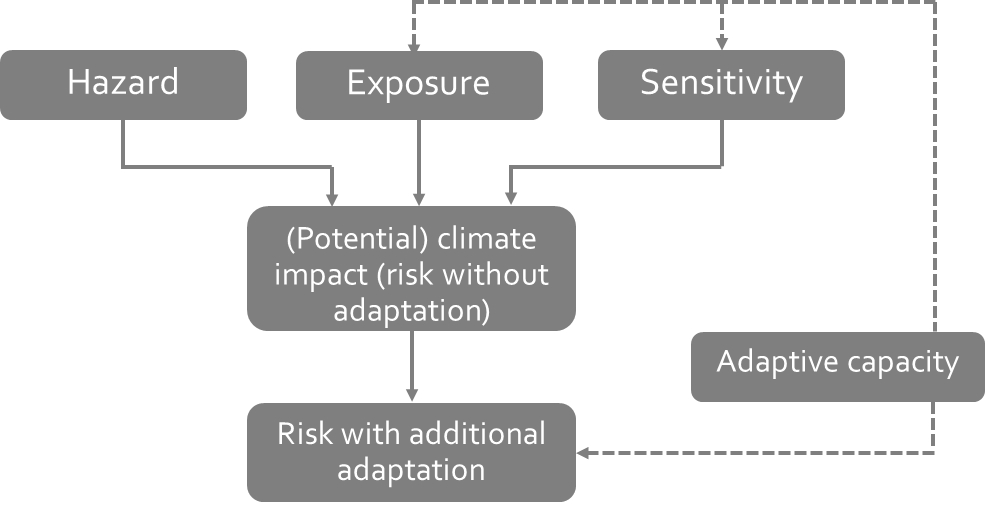 Hazard
Exposure
Sensitivity
(Potential) climate
impact (risk without
adaptation)
Adaptive capacity
Risk with additional
adaptation